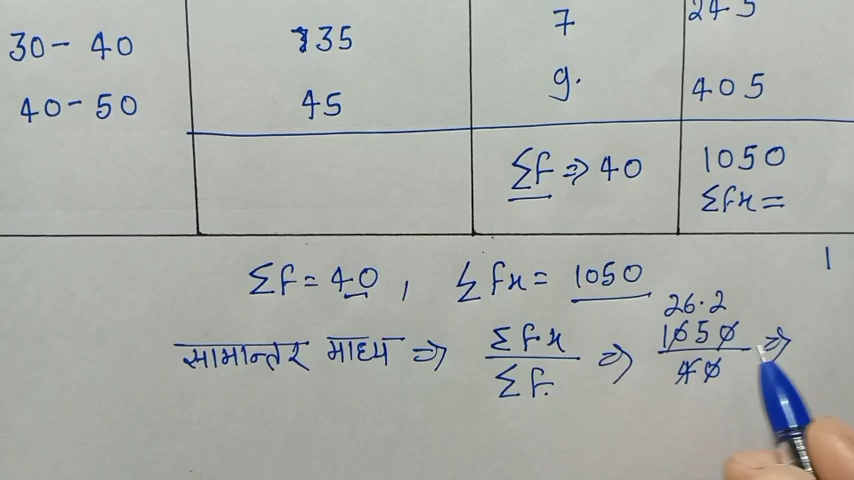 7 245
30- 40 35
9. 405
40-50 45
Σf ⇒ 40 1050
Σfx =
Σf = 40 , Σfx = 1050
26.2
सामान्तर माध्य ⇒ Σfx / Σf. ⇒ 1050 / 40 ⇒